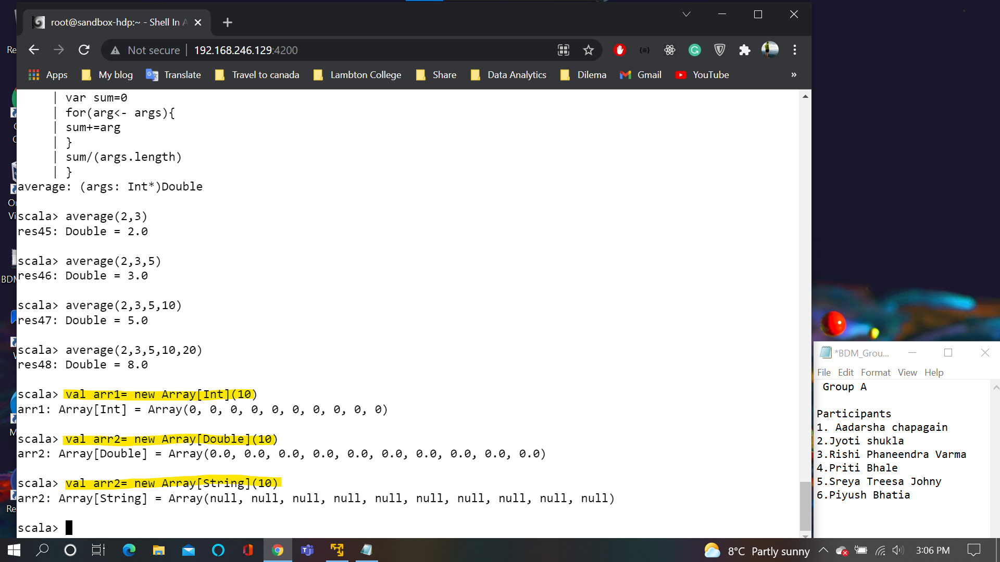 root@sandbox-hdp:~ - Shell In A
Not secure | 192.168.246.129:4200
Apps My blog Translate Travel to canada Lambton College Share Data Analytics Dilema Gmail YouTube »
| var sum=0
| for(arg<- args){
| sum+=arg
| }
| sum/(args.length)
| }
average: (args: Int*)Double
scala> average(2,3)
res45: Double = 2.0
scala> average(2,3,5)
res46: Double = 3.0
scala> average(2,3,5,10)
res47: Double = 5.0
scala> average(2,3,5,10,20)
res48: Double = 8.0
scala> val arr1= new Array[Int](10)
arr1: Array[Int] = Array(0, 0, 0, 0, 0, 0, 0, 0, 0, 0)
scala> val arr2= new Array[Double](10)
arr2: Array[Double] = Array(0.0, 0.0, 0.0, 0.0, 0.0, 0.0, 0.0, 0.0, 0.0, 0.0)
scala> val arr2= new Array[String](10)
arr2: Array[String] = Array(null, null, null, null, null, null, null, null, null, null)
scala>
*BDM_Grou...
File Edit Format View Help
Group A
Participants
1. Aadarsha chapagain
2.Jyoti shukla
3.Rishi Phaneendra Varma
4.Priti Bhale
5.Sreya Treesa Johny
6.Piyush Bhatia
Re
O
Vi
BDM
Re
8°C Partly sunny
3:06 PM